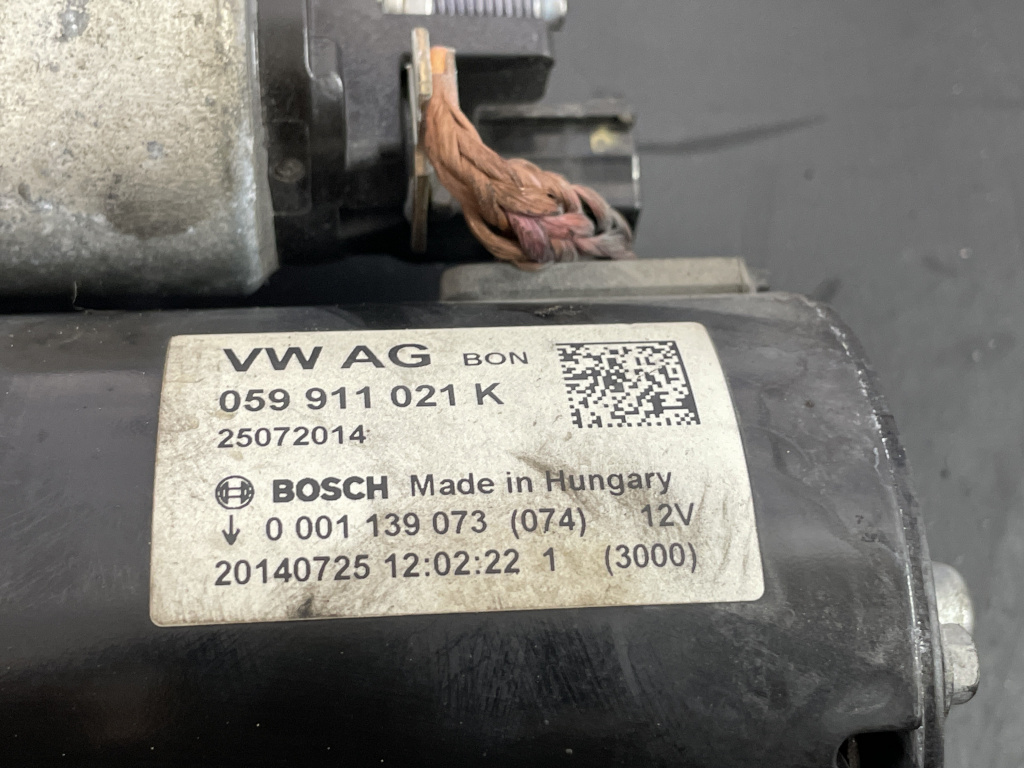 VW AG BON
059 911 021 K
25072014
BOSCH Made in Hungary
↓ 0 001 139 073 (074) 12V
20140725 12:02:22 1 (3000)